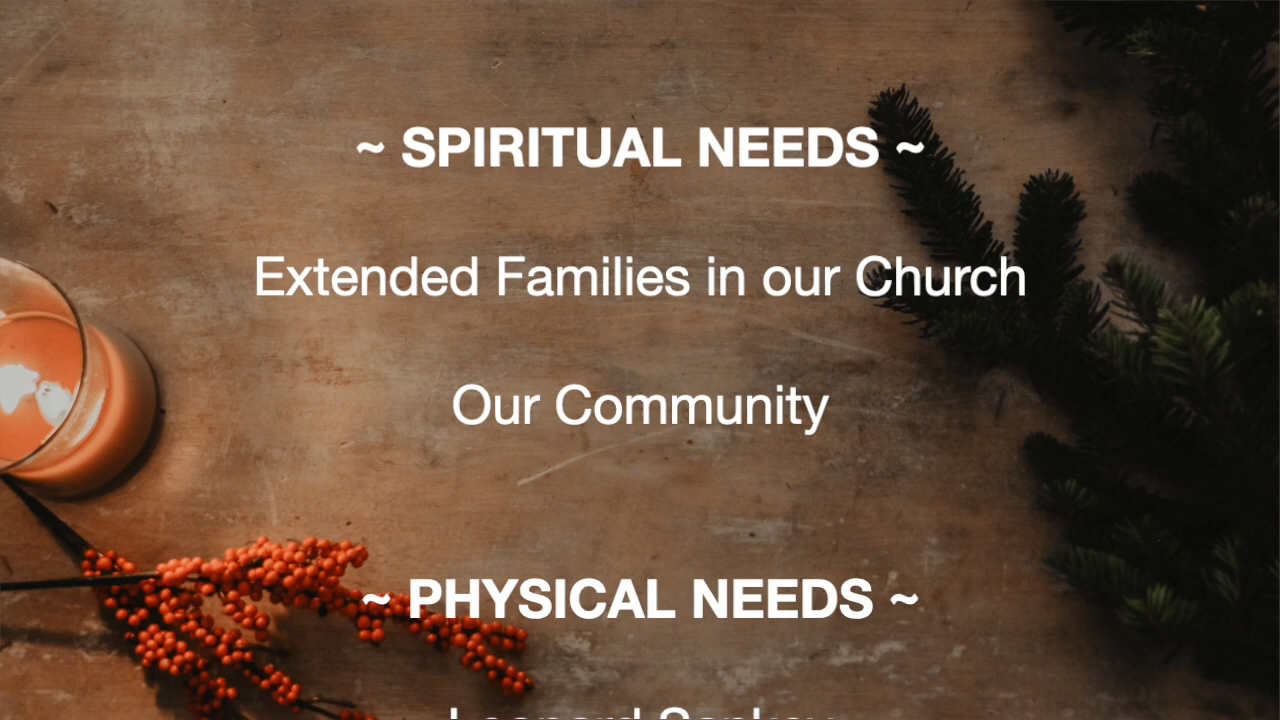 ~ SPIRITUAL NEEDS ~
Extended Families in our Church
Our Community
~ PHYSICAL NEEDS ~